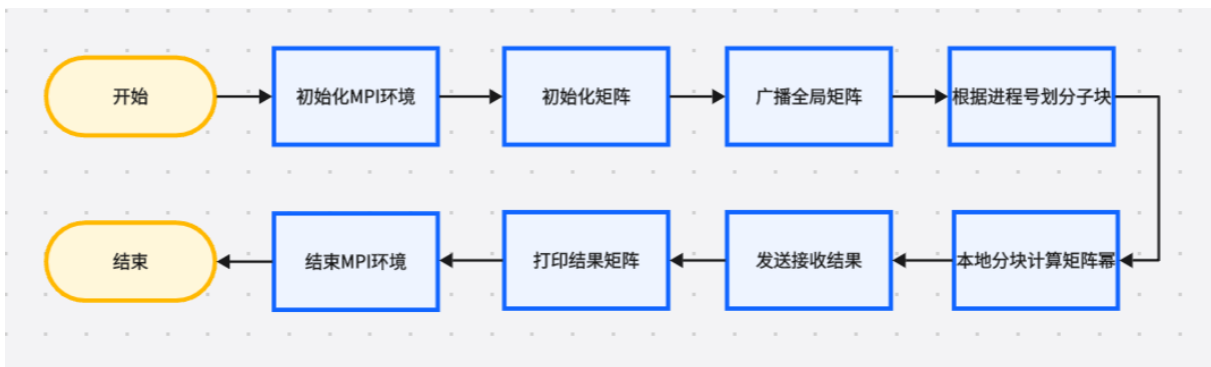 开始
初始化MPI环境
初始化矩阵
广播全局矩阵
根据进程号划分子块
本地分块计算矩阵幂
发送接收结果
打印结果矩阵
结束MPI环境
结束